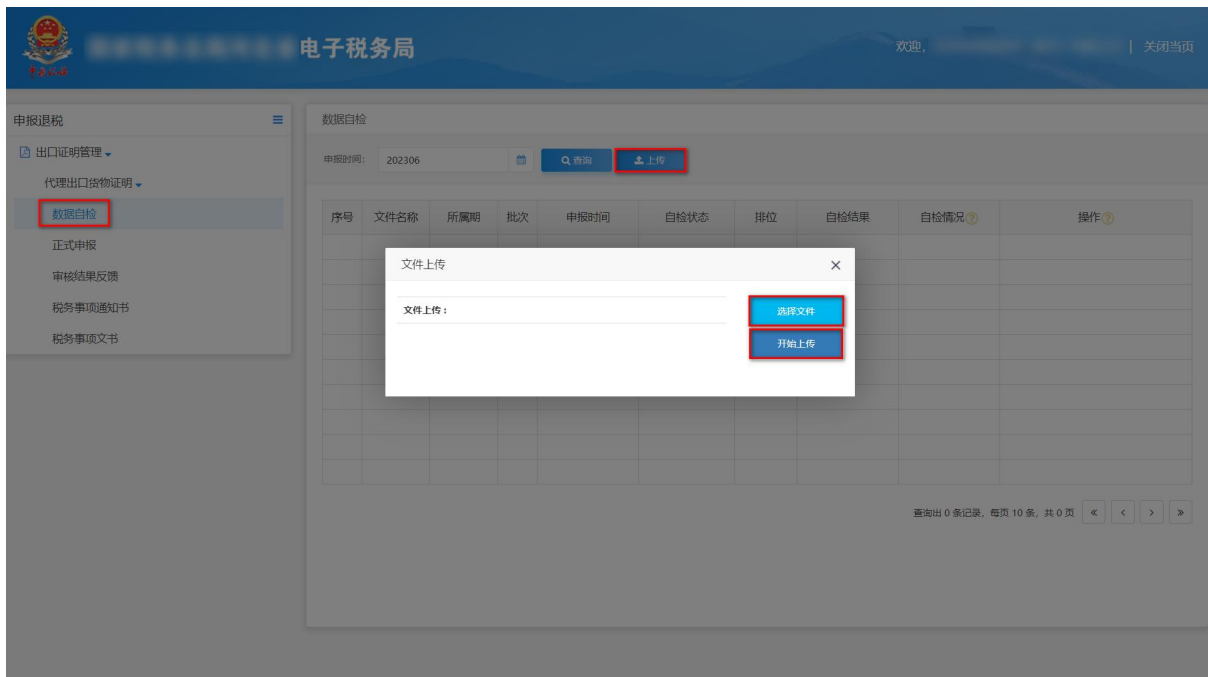 电子税务局
欢迎,
| 关闭当页
申报退税
出口证明管理
代理出口货物证明
数据自检
正式申报
审核结果反馈
税务事项通知书
税务事项文书
数据自检
申报时间: 202306 查询 上传
序号 文件名称 所属期 批次 申报时间 自检状态 排位 自检结果 自检情况? 操作?
文件上传 ×
文件上传:
选择文件
开始上传
查询出 0 条记录, 每页 10 条, 共 0 页 « ‹ › »